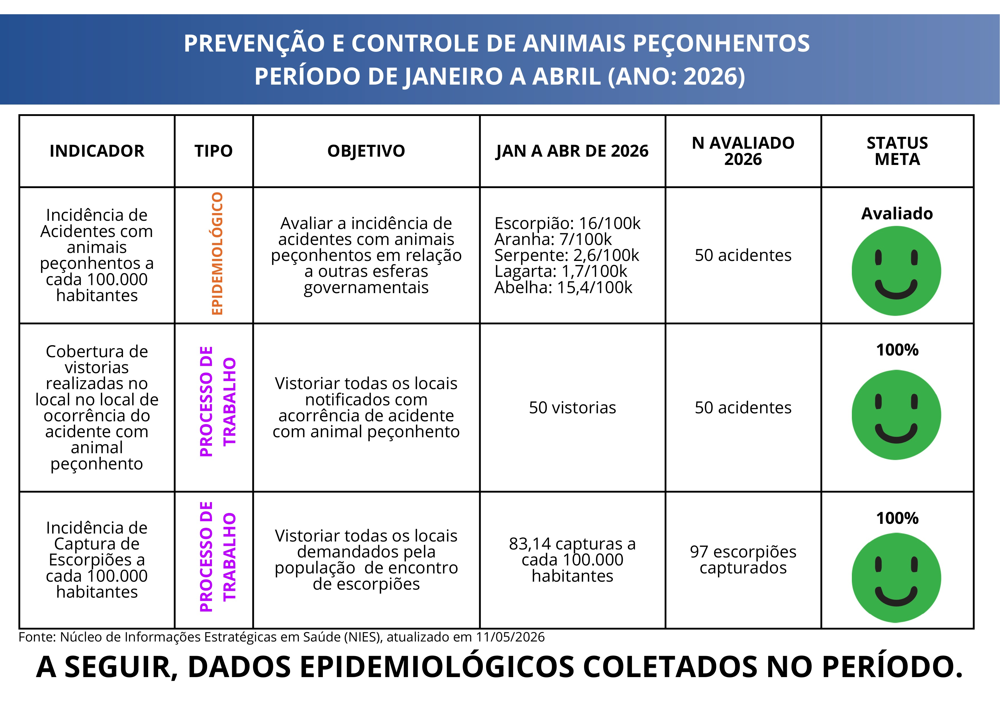 PREVENÇÃO E CONTROLE DE ANIMAIS PEÇONHENTOS
PERÍODO DE JANEIRO A ABRIL (ANO: 2026)
INDICADOR
TIPO
OBJETIVO
JAN A ABR DE 2026
N AVALIADO
2026
STATUS
META
Incidência de
Acidentes com
animais
peçonhentos a
cada 100.000
habitantes
EPIDEMIOLÓGICO
Avaliar a incidência de
acidentes com animais
peçonhentos em relação
a outras esferas
governamentais
Escorpião: 16/100k
Aranha: 7/100k
Serpente: 2,6/100k
Lagarta: 1,7/100k
Abelha: 15,4/100k
50 acidentes
Avaliado
Cobertura de
vistorias
realizadas no
local no local de
ocorrência do
acidente com
animal
peçonhento
PROCESSO DE
TRABALHO
Vistoriar todas os locais
notificados com
acorrência de acidente
com animal peçonhento
50 vistorias
50 acidentes
100%
Incidência de
Captura de
Escorpiões a
cada 100.000
habitantes
PROCESSO DE
TRABALHO
Vistoriar todas os locais
demandados pela
população  de encontro
de escorpiões
83,14 capturas a
cada 100.000
habitantes
97 escorpiões
capturados
100%
Fonte: Núcleo de Informações Estratégicas em Saúde (NIES), atualizado em 11/05/2026
A SEGUIR, DADOS EPIDEMIOLÓGICOS COLETADOS NO PERÍODO.